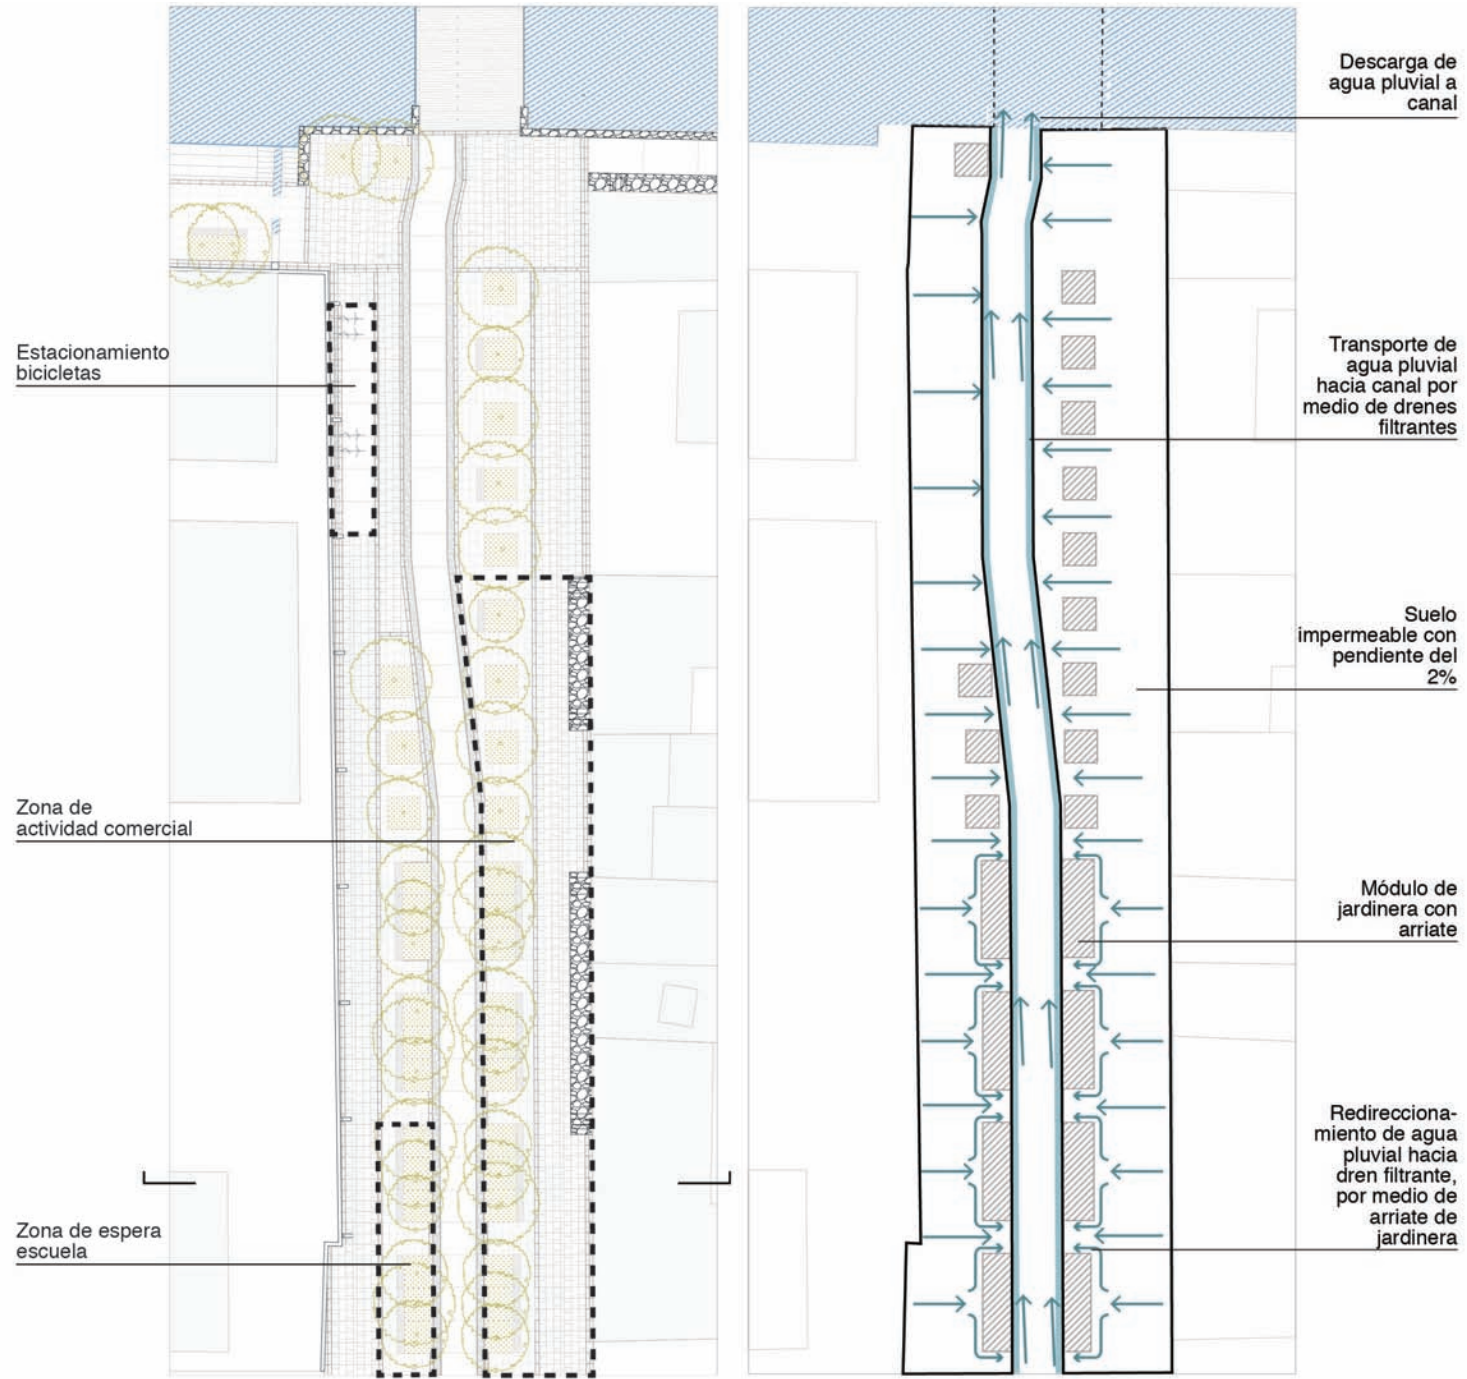 Estacionamiento
bicicletas
Zona de
actividad comercial
Zona de espera
escuela
Descarga de
agua pluvial a
canal
Transporte de
agua pluvial
hacia canal por
medio de drenes
filtrantes
Suelo
impermeable con
pendiente del
2%
Módulo de
jardinera con
arriate
Redirecciona-
miento de agua
pluvial hacia
dren filtrante,
por medio de
arriate de
jardinera